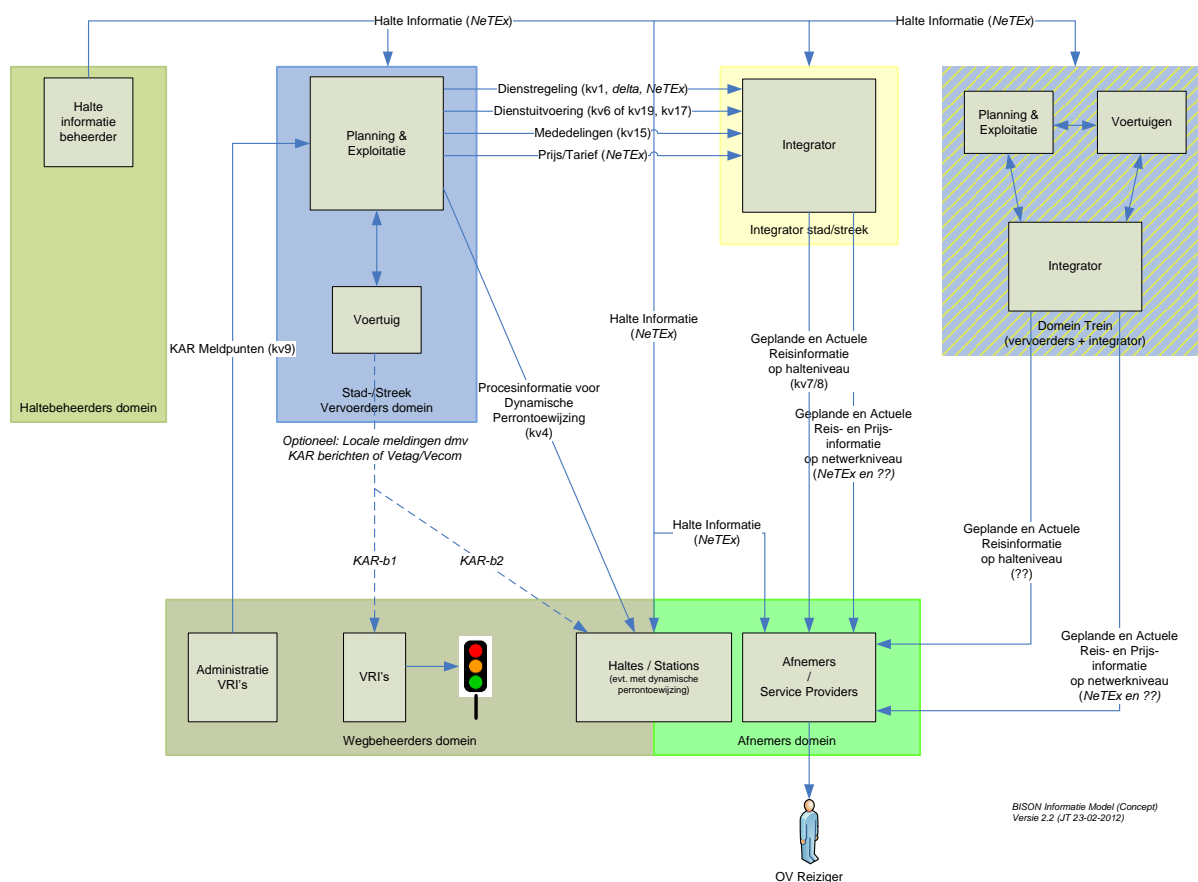 Halte Informatie (NeTEx)
Halte Informatie (NeTEx)
Halte
informatie
beheerder
Haltebeheerders domein
Planning &
Exploitatie
Voertuig
Stad-/Streek
Vervoerders domein
Dienstregeling (kv1, delta, NeTEx)
Dienstuitvoering (kv6 of kv19, kv17)
Mededelingen (kv15)
Prijs/Tarief (NeTEx)
Integrator
Integrator stad/streek
Planning &
Exploitatie
Voertuigen
Integrator
Domein Trein
(vervoerders + integrator)
KAR Meldpunten (kv9)
Halte Informatie
(NeTEx)
Geplande en Actuele
Reisinformatie
op halteniveau
(kv7/8)
Procesinformatie voor
Dynamische
Perrontoewijzing
(kv4)
Geplande en Actuele
Reis- en Prijs-
informatie
op netwerkniveau
(NeTEx en ??)
Optioneel: Locale meldingen dmv
KAR berichten of Vetag/Vecom
Halte Informatie
(NeTEx)
Geplande en Actuele
Reisinformatie
op halteniveau
(??)
KAR-b1
KAR-b2
Geplande en Actuele
Reis- en Prijs-
informatie
op netwerkniveau
(NeTEx en ??)
Administratie
VRI's
VRI's
Haltes / Stations
(evt. met dynamische
perrontoewijzing)
Afnemers
/
Service Providers
Wegbeheerders domein
Afnemers domein
OV Reiziger
BISON Informatie Model (Concept)
Versie 2.2 (JT 23-02-2012)